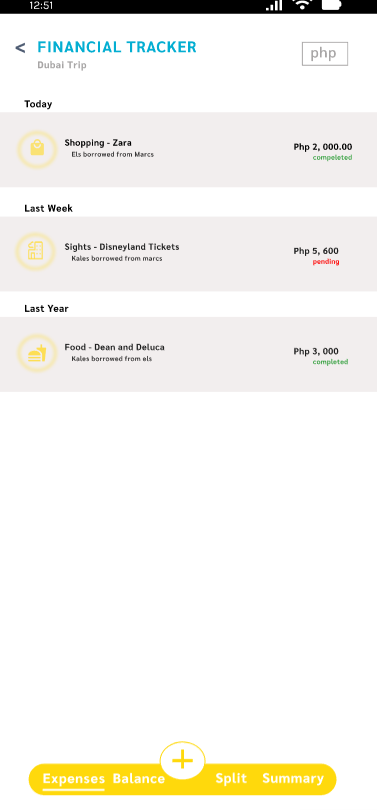 12:51
< FINANCIAL TRACKER
php
Dubai Trip
Today
Shopping - Zara
Els borrowed from Marcs
Php 2, 000.00
compeleted
Last Week
Sights - Disneyland Tickets
Kales borrowed from marcs
Php 5, 600
pending
Last Year
Food - Dean and Deluca
Kales borrowed from els
Php 3, 000
completed
+
Expenses Balance Split Summary